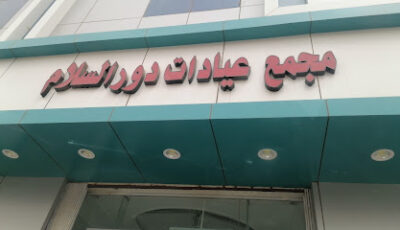 مجمع عيادات دور السلام